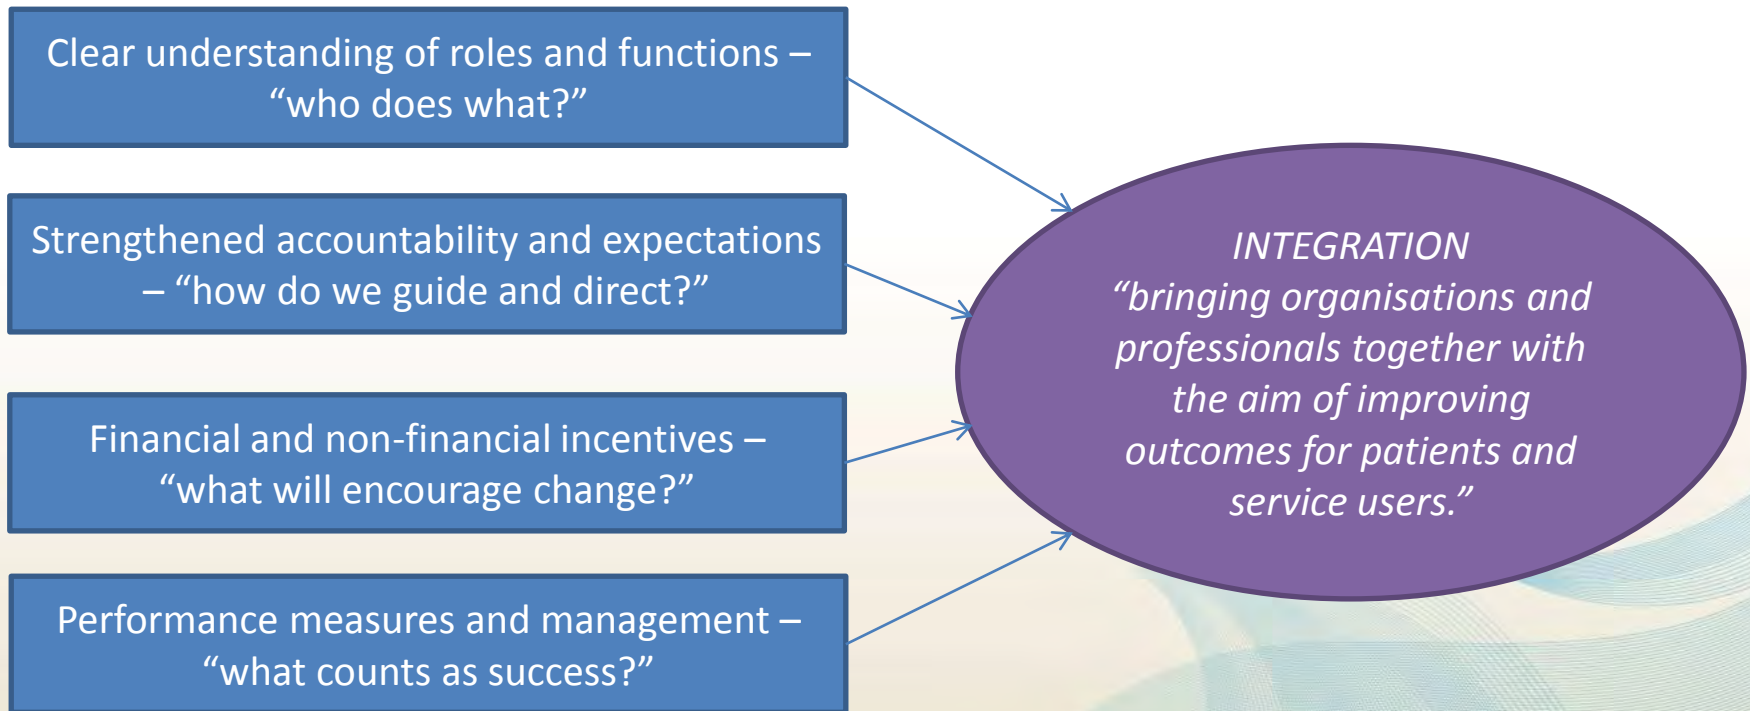 Clear understanding of roles and functions –
“who does what?”
Strengthened accountability and expectations
– “how do we guide and direct?”
Financial and non-financial incentives –
“what will encourage change?”
Performance measures and management –
“what counts as success?”
INTEGRATION
“bringing organisations and
professionals together with
the aim of improving
outcomes for patients and
service users.”